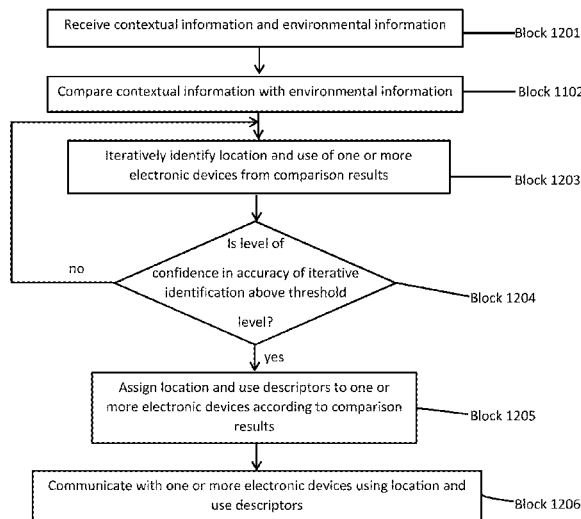 Receive contextual information and environmental information
Block 1201
Compare contextual information with environmental information
Block 1102
Iteratively identify location and use of one or more
electronic devices from comparison results
Block 1203
Is level of
no
confidence in accuracy of iterative
identification above threshold
Block 1204
level?
yes
Assign location and use descriptors to one or
more electronic devices according to comparison
results
Block 1205
Communicate with one or more electronic devices using location and
use descriptors
Block 1206